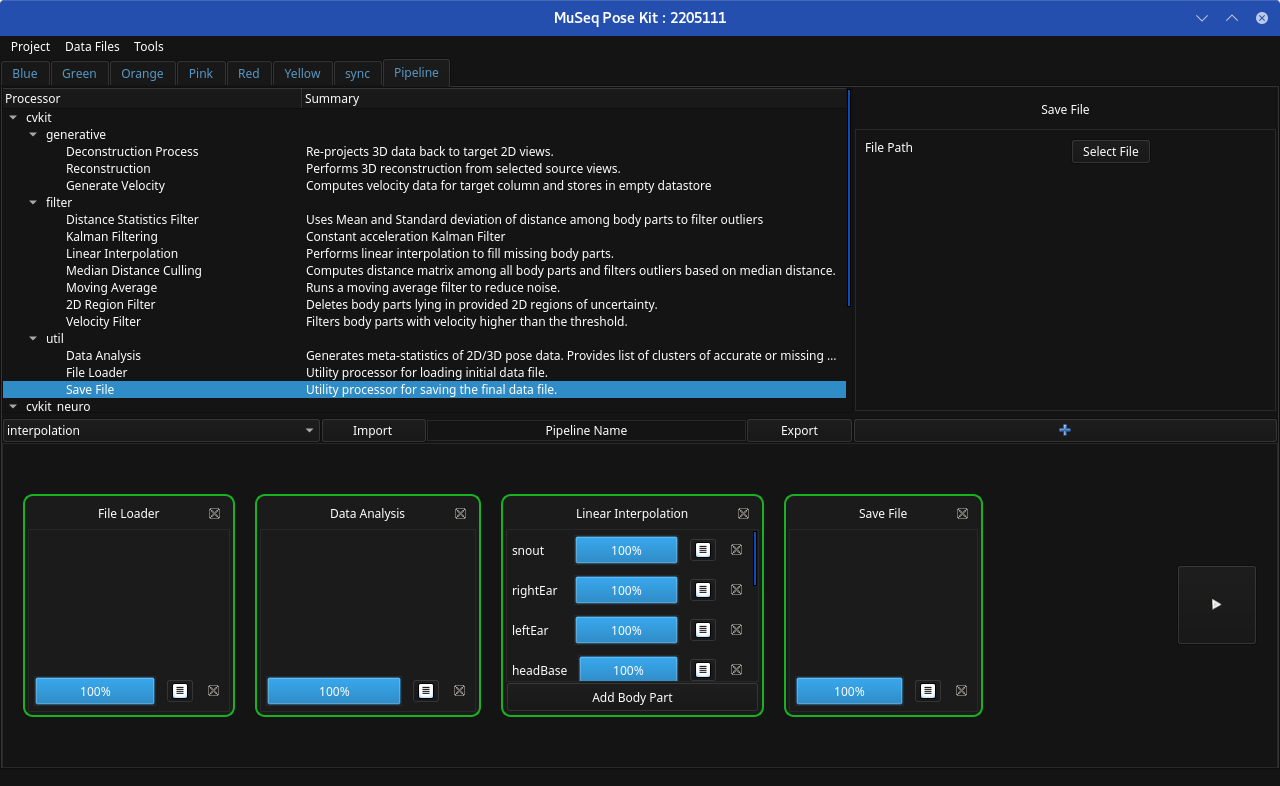 MuSeq Pose Kit : 2205111
Project Data Files Tools
Blue Green Orange Pink Red Yellow sync Pipeline
Processor Summary
cvkit
generative
Deconstruction Process Re-projects 3D data back to target 2D views.
Reconstruction Performs 3D reconstruction from selected source views.
Generate Velocity Computes velocity data for target column and stores in empty datastore
filter
Distance Statistics Filter Uses Mean and Standard deviation of distance among body parts to filter outliers
Kalman Filtering Constant acceleration Kalman Filter
Linear Interpolation Performs linear interpolation to fill missing body parts.
Median Distance Culling Computes distance matrix among all body parts and filters outliers based on median distance.
Moving Average Runs a moving average filter to reduce noise.
2D Region Filter Deletes body parts lying in provided 2D regions of uncertainty.
Velocity Filter Filters body parts with velocity higher than the threshold.
util
Data Analysis Generates meta-statistics of 2D/3D pose data. Provides list of clusters of accurate or missing ...
File Loader Utility processor for loading initial data file.
Save File Utility processor for saving the final data file.
cvkit_neuro
Save File
File Path Select File
interpolation Import Pipeline Name Export
File Loader
100%
Data Analysis
100%
Linear Interpolation
snout 100%
rightEar 100%
leftEar 100%
headBase 100%
Add Body Part
Save File
100%